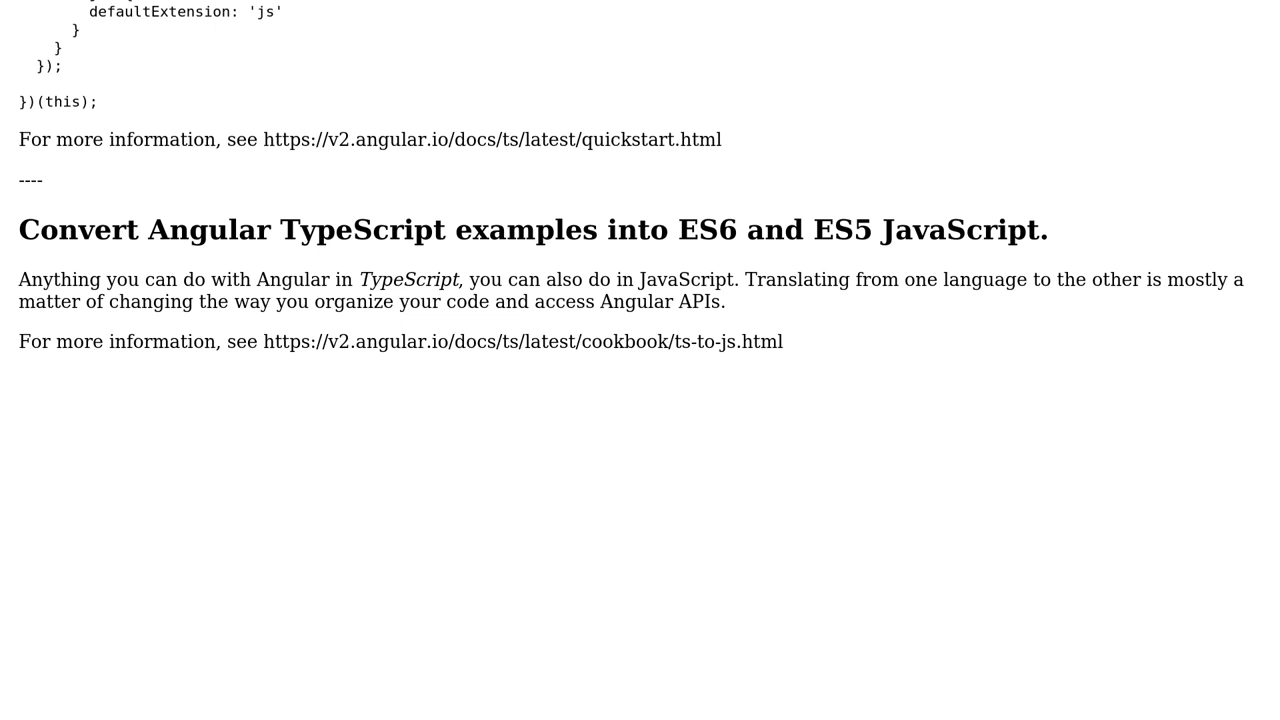 defaultExtension: 'js'
}
}
});
})(this);
For more information, see https://v2.angular.io/docs/ts/latest/quickstart.html
----
Convert Angular TypeScript examples into ES6 and ES5 JavaScript.
Anything you can do with Angular in TypeScript, you can also do in JavaScript. Translating from one language to the other is mostly a
matter of changing the way you organize your code and access Angular APIs.
For more information, see https://v2.angular.io/docs/ts/latest/cookbook/ts-to-js.html